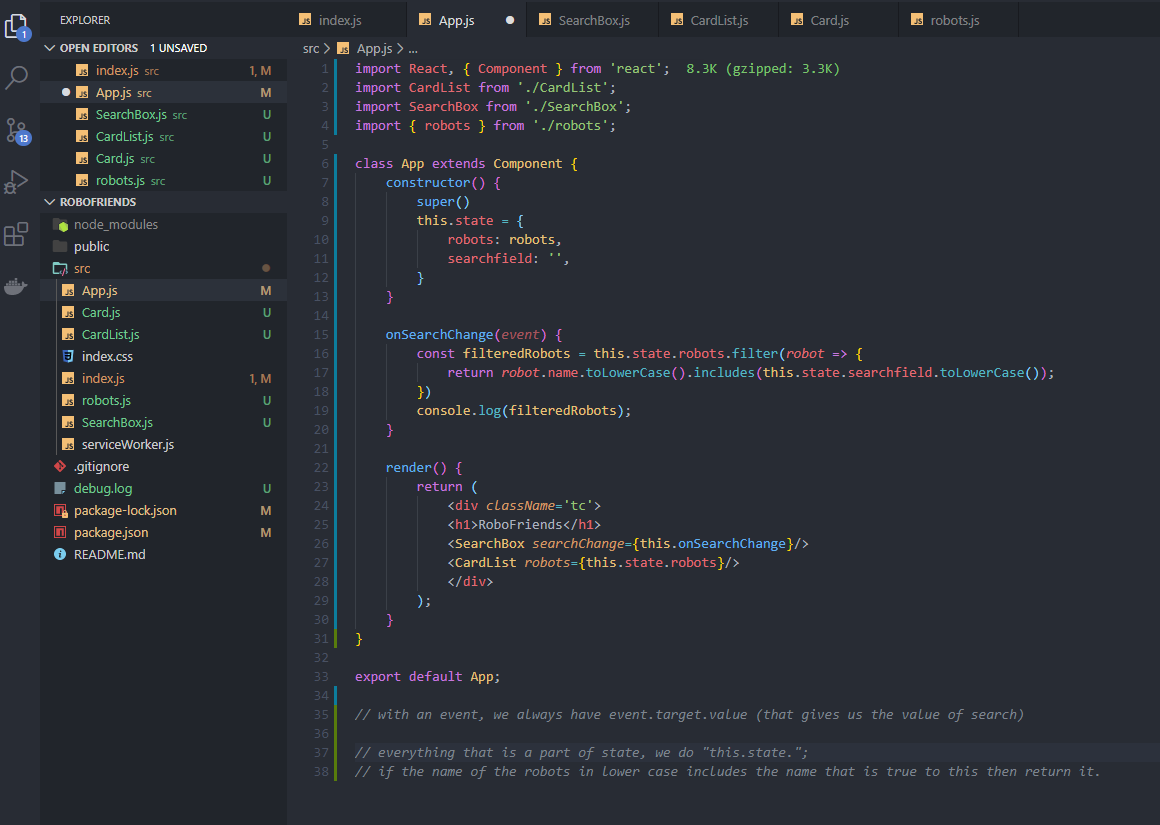 EXPLORER
OPEN EDITORS 1 UNSAVED
index.js src 1, M
App.js src M
SearchBox.js src U
CardList.js src U
Card.js src U
robots.js src U
ROBOFRIENDS
node_modules
public
src
App.js M
Card.js U
CardList.js U
index.css
index.js 1, M
robots.js U
SearchBox.js U
serviceWorker.js
.gitignore
debug.log U
package-lock.json M
package.json M
README.md
1
13
index.js App.js SearchBox.js CardList.js Card.js robots.js
src > App.js > ...
1 import React, { Component } from 'react'; 8.3K (gzipped: 3.3K)
2 import CardList from './CardList';
3 import SearchBox from './SearchBox';
4 import { robots } from './robots';
5
6 class App extends Component {
7 constructor() {
8 super()
9 this.state = {
10 robots: robots,
11 searchfield: '',
12 }
13 }
14
15 onSearchChange(event) {
16 const filteredRobots = this.state.robots.filter(robot => {
17 return robot.name.toLowerCase().includes(this.state.searchfield.toLowerCase());
18 })
19 console.log(filteredRobots);
20 }
21
22 render() {
23 return (
24 <div className='tc'>
25 <h1>RoboFriends</h1>
26 <SearchBox searchChange={this.onSearchChange}/>
27 <CardList robots={this.state.robots}/>
28 </div>
29 );
30 }
31 }
32
33 export default App;
34
35 // with an event, we always have event.target.value (that gives us the value of search)
36
37 // everything that is a part of state, we do "this.state.";
38 // if the name of the robots in lower case includes the name that is true to this then return it.